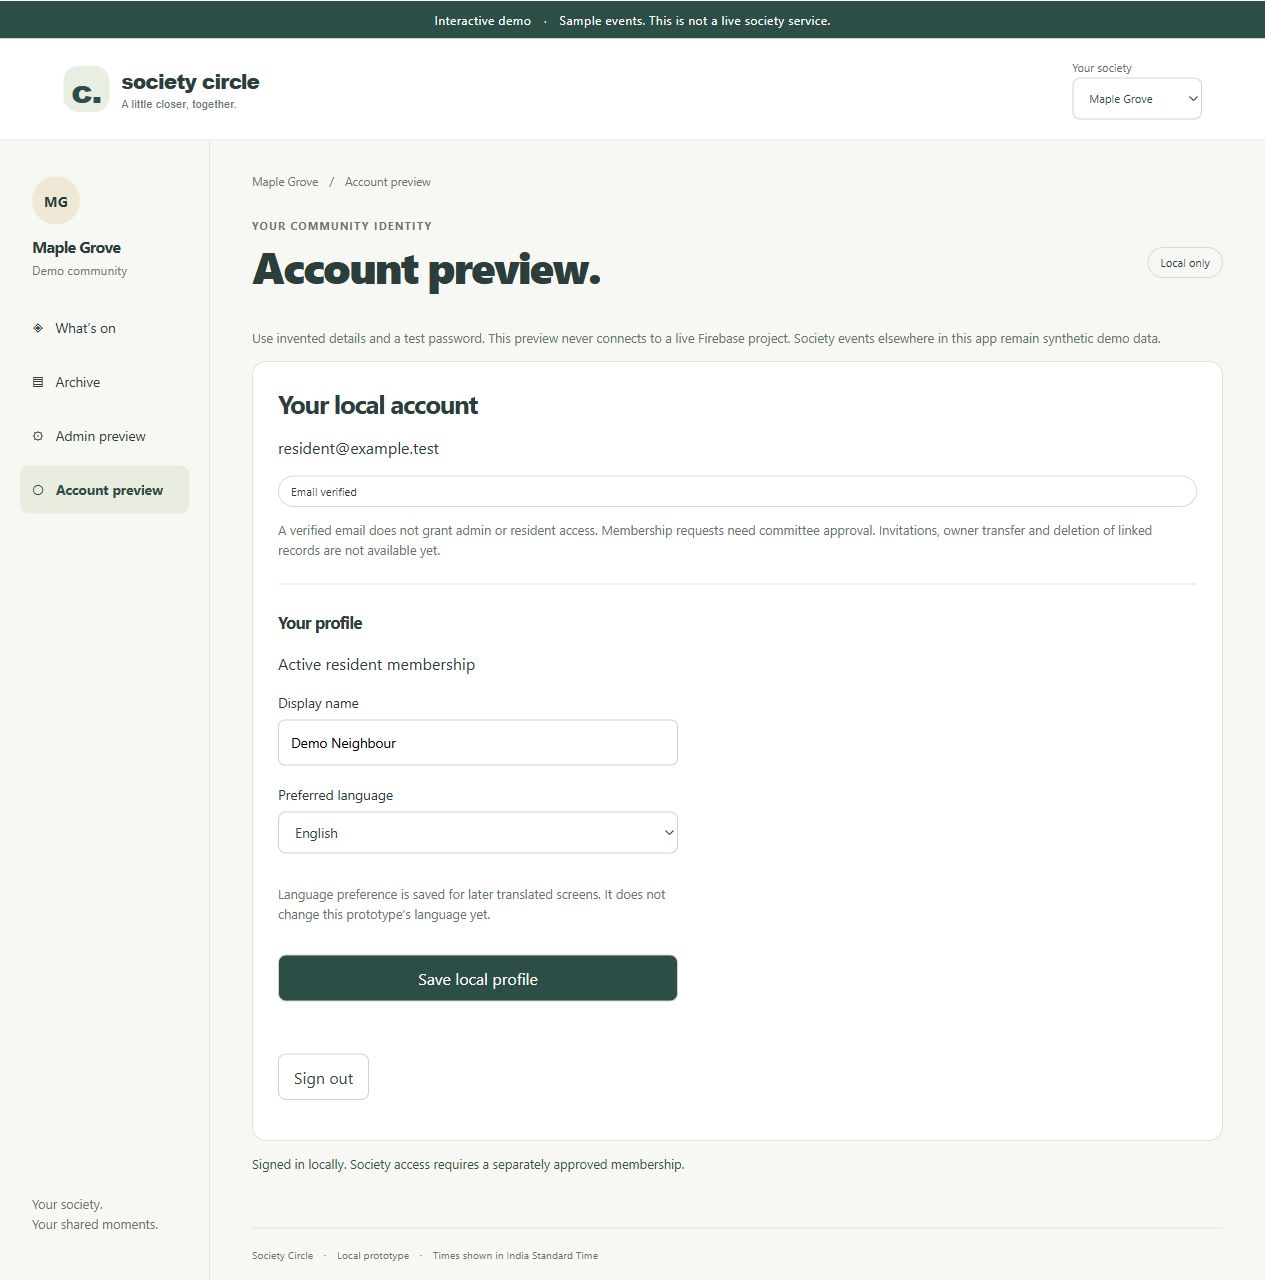 Interactive demo · Sample events. This is not a live society service.
c.
society circle
A little closer, together.
Your society
Maple Grove
MG
Maple Grove
Demo community
What's on
Archive
Admin preview
Account preview
Your society.
Your shared moments.
Maple Grove / Account preview
YOUR COMMUNITY IDENTITY
Account preview.
Local only
Use invented details and a test password. This preview never connects to a live Firebase project. Society events elsewhere in this app remain synthetic demo data.
Your local account
resident@example.test
Email verified
A verified email does not grant admin or resident access. Membership requests need committee approval. Invitations, owner transfer and deletion of linked
records are not available yet.
Your profile
Active resident membership
Display name
Demo Neighbour
Preferred language
English
Language preference is saved for later translated screens. It does not
change this prototype's language yet.
Save local profile
Sign out
Signed in locally. Society access requires a separately approved membership.
Society Circle · Local prototype · Times shown in India Standard Time